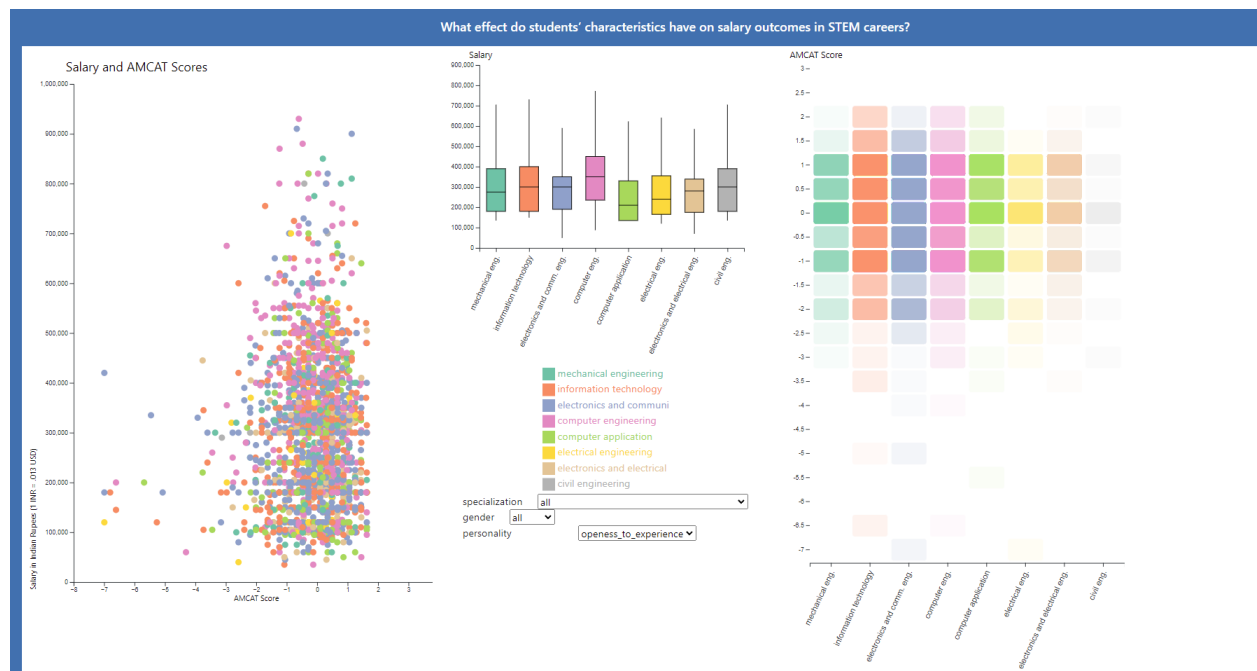 What effect do students' characteristics have on salary outcomes in STEM careers?
Salary and AMCAT Scores
1,000,000
900,000
800,000
700,000
600,000
500,000
400,000
300,000
200,000
100,000
0
Salary in Indian Rupees (1 INR = .013 USD)
−8
−7
−6
−5
−4
−3
−2
−1
0
1
2
3
AMCAT Score
Salary
900,000
800,000
700,000
600,000
500,000
400,000
300,000
200,000
100,000
0
mechanical eng.
information technology
electronics and comm. eng.
computer eng.
computer application
electrical eng.
electronics and electrical eng.
civil eng.
mechanical engineering
information technology
electronics and communi
computer engineering
computer application
electrical engineering
electronics and electrical
civil engineering
specialization all
gender all
personality openess_to_experience
AMCAT Score
3
2.5
2
1.5
1
0.5
0
-0.5
-1
-1.5
-2
-2.5
-3
-3.5
-4
-4.5
-5
-5.5
-6
-6.5
-7
mechanical eng.
information technology
electronics and comm. eng.
computer eng.
computer application
electrical eng.
electronics and electrical eng.
civil eng.